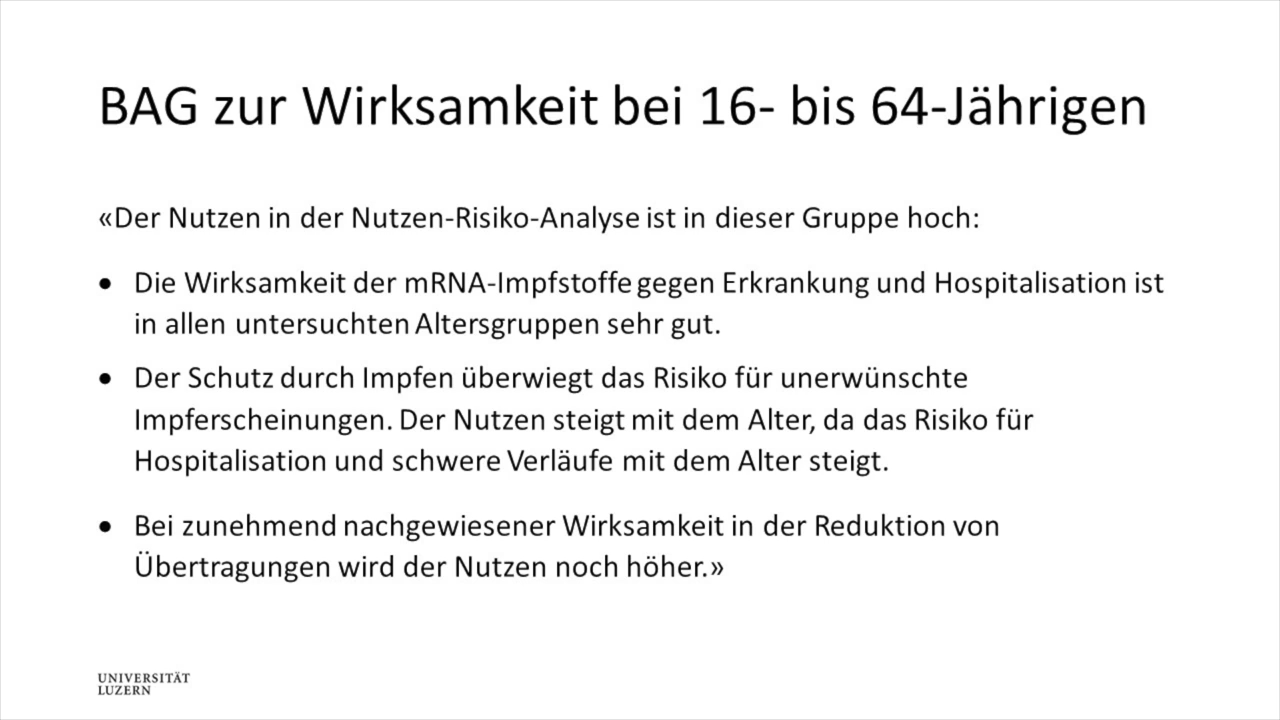 BAG zur Wirksamkeit bei 16- bis 64-Jährigen
«Der Nutzen in der Nutzen-Risiko-Analyse ist in dieser Gruppe hoch:
• Die Wirksamkeit der mRNA-Impfstoffe gegen Erkrankung und Hospitalisation ist
in allen untersuchten Altersgruppen sehr gut.
• Der Schutz durch Impfen überwiegt das Risiko für unerwünschte
Impferscheinungen. Der Nutzen steigt mit dem Alter, da das Risiko für
Hospitalisation und schwere Verläufe mit dem Alter steigt.
• Bei zunehmend nachgewiesener Wirksamkeit in der Reduktion von
Übertragungen wird der Nutzen noch höher.»
UNIVERSITÄT
LUZERN